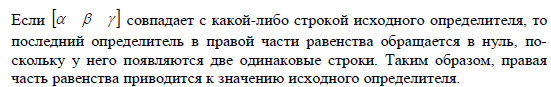 Если [α β γ] совпадает с какой-либо строкой исходного определителя, то
последний определитель в правой части равенства обращается в нуль, по-
скольку у него появляются две одинаковые строки. Таким образом, правая
часть равенства приводится к значению исходного определителя.